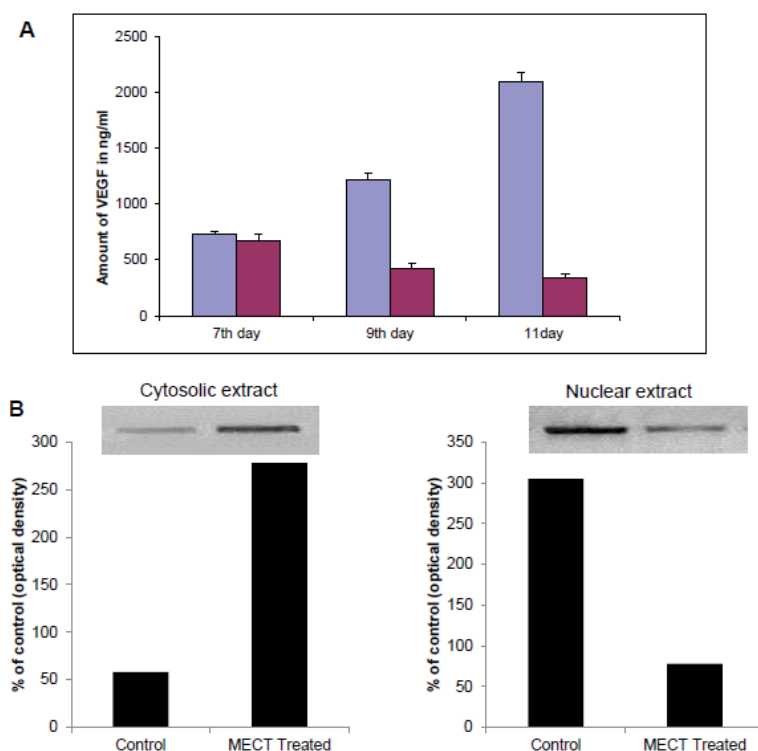 A
Amount of VEGF in ng/ml
2500
2000
1500
1000
500
0
7th day 9th day 11day
B
Cytosolic extract
% of control (optical density)
300
250
200
150
100
50
0
Control MECT Treated
Nuclear extract
% of control (optical density)
350
300
250
200
150
100
50
0
Control MECT Treated